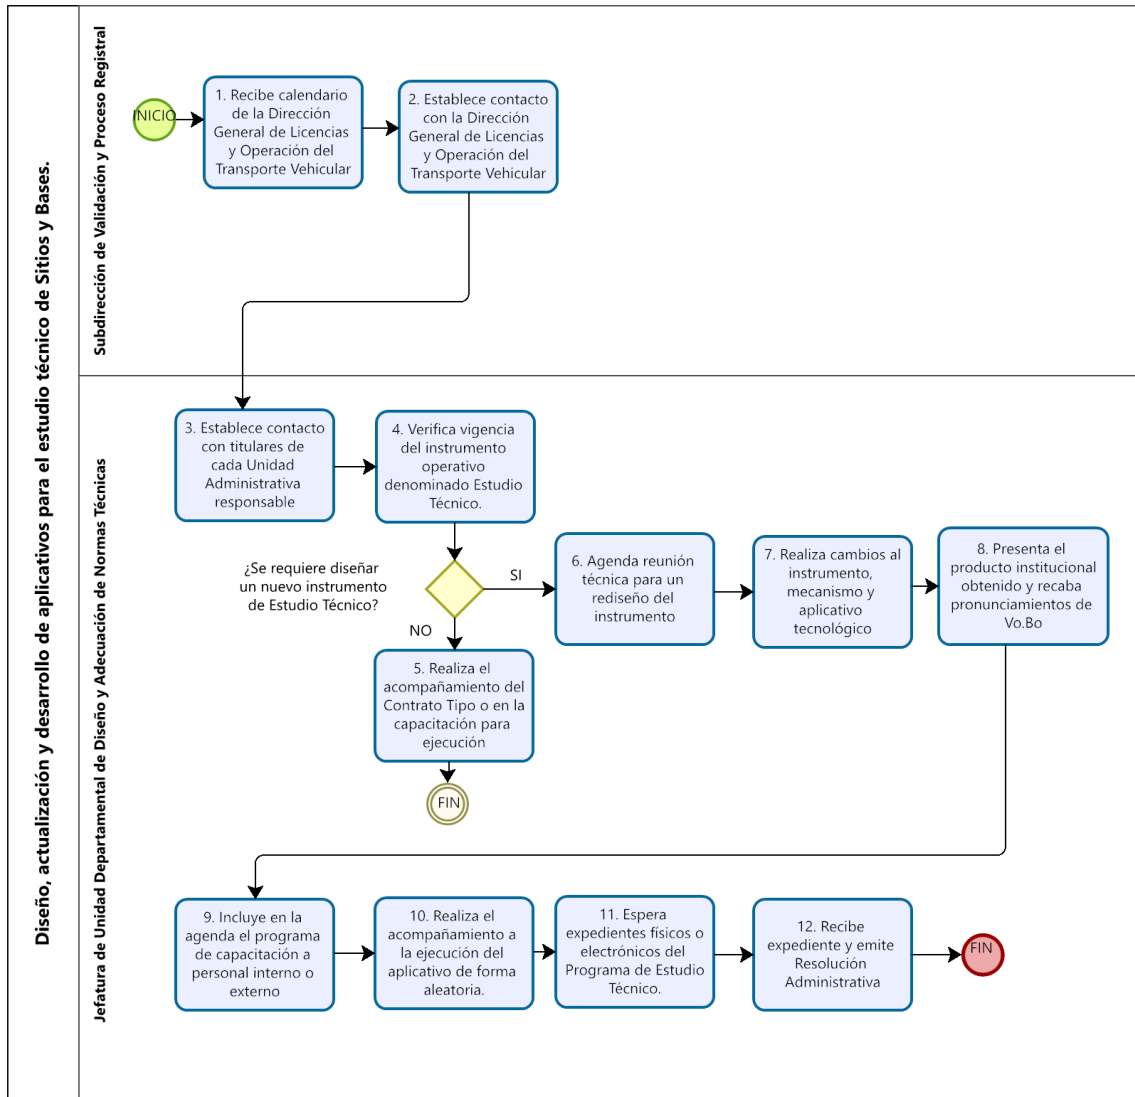 Diseño, actualización y desarrollo de aplicativos para el estudio técnico de Sitios y Bases.
Subdirección de Validación y Proceso Registral
INICIO
1. Recibe calendario
de la Dirección
General de Licencias
y Operación del
Transporte Vehicular
2. Establece contacto
con la Dirección
General de Licencias
y Operación del
Transporte Vehicular
Jefatura de Unidad Departamental de Diseño y Adecuación de Normas Técnicas
3. Establece contacto
con titulares de
cada Unidad
Administrativa
responsable
4. Verifica vigencia
del instrumento
operativo
denominado Estudio
Técnico.
¿Se requiere diseñar
un nuevo instrumento
de Estudio Técnico?
SI
NO
5. Realiza el
acompañamiento del
Contrato Tipo o en la
capacitación para
ejecución
FIN
6. Agenda reunión
técnica para un
rediseño del
instrumento
7. Realiza cambios al
instrumento,
mecanismo y
aplicativo
tecnológico
8. Presenta el
producto institucional
obtenido y recaba
pronunciamientos de
Vo.Bo
9. Incluye en la
agenda el programa
de capacitación a
personal interno o
externo
10. Realiza el
acompañamiento a
la ejecución del
aplicativo de forma
aleatoria.
11. Espera
expedientes físicos o
electrónicos del
Programa de Estudio
Técnico.
12. Recibe
expediente y emite
Resolución
Administrativa
FIN